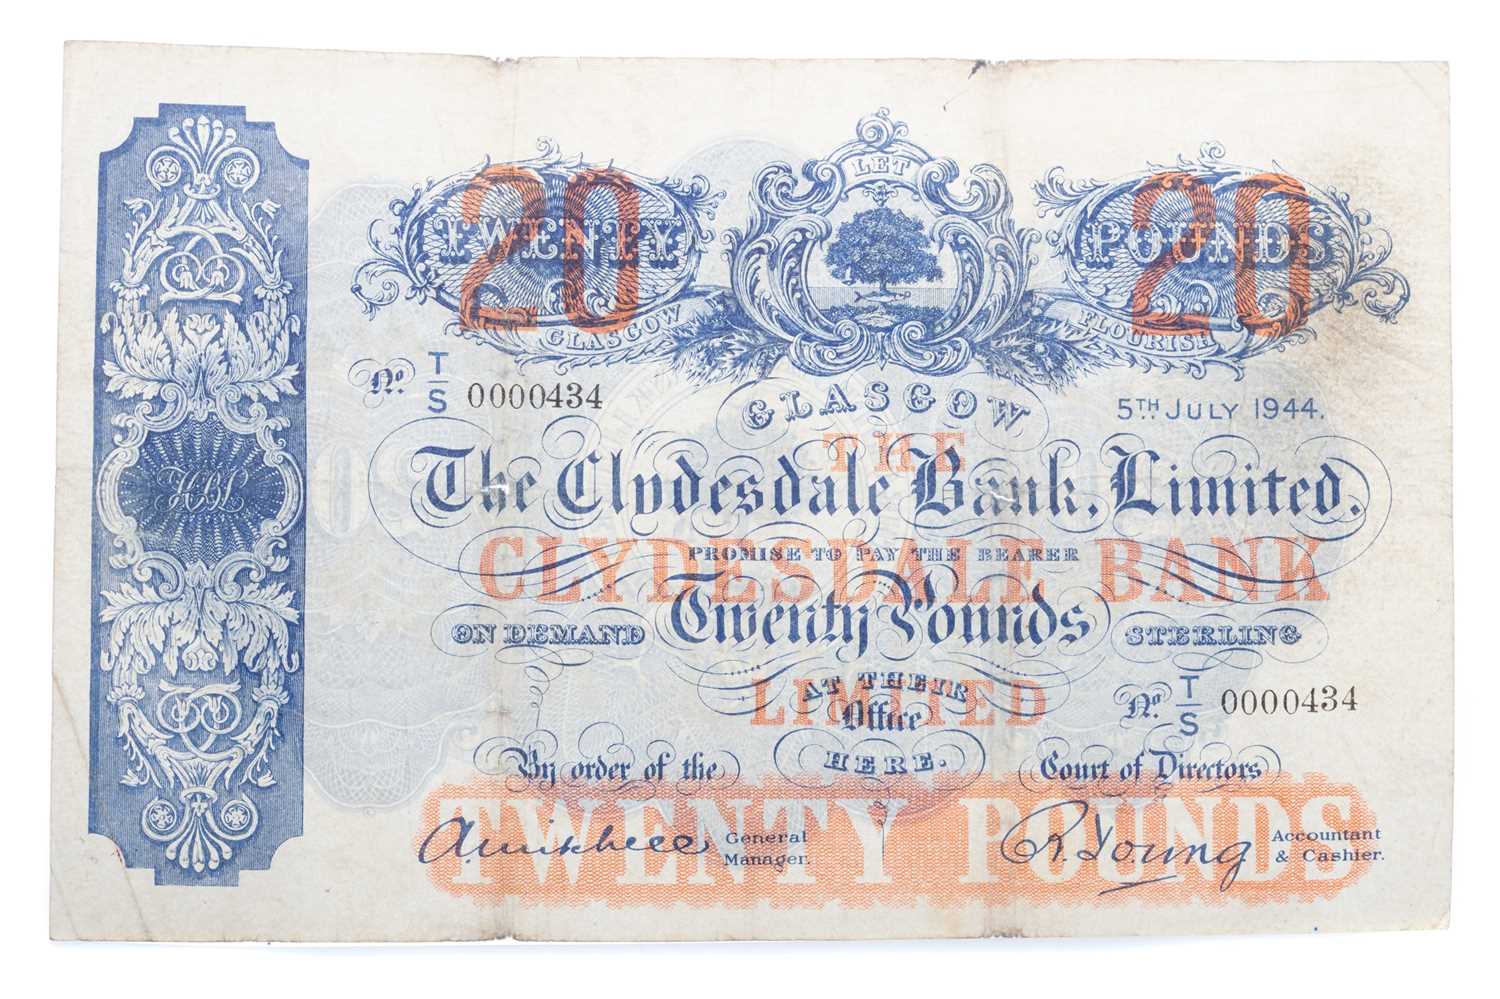 LET
20 20
TWENTY POUNDS
GLASGOW FLOURISH
No. T/S 0000434
GLASGOW
5TH JULY 1944.
THE
The Clydesdale Bank, Limited.
PROMISE TO PAY THE BEARER
CLYDESDALE BANK
Twenty Pounds
ON DEMAND STERLING
AT THEIR
LIMITED
Office
No. T/S 0000434
HERE.
By order of the Court of Directors
TWENTY POUNDS
General
Manager.
R. Young
Accountant
& Cashier.